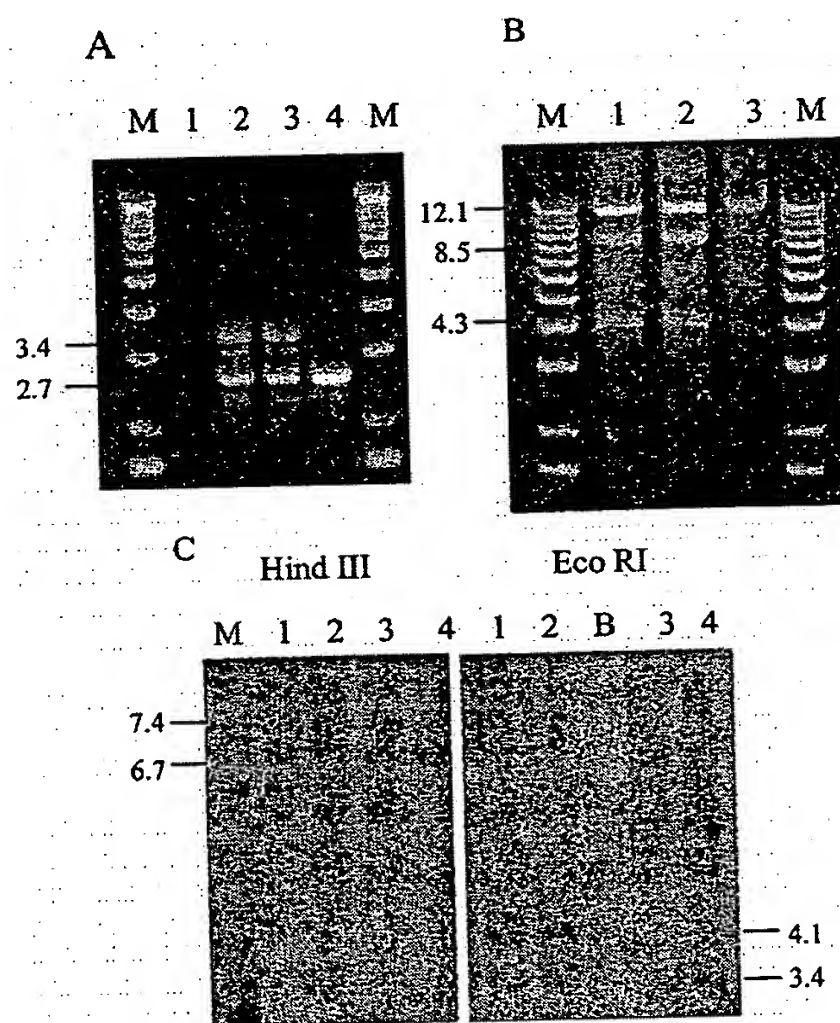 A
M 1 2 3 4 M
3.4
2.7
B
M 1 2 3 M
12.1
8.5
4.3
C
Hind III
Eco RI
M 1 2 3 4
1 2 B 3 4
7.4
6.7
4.1
3.4